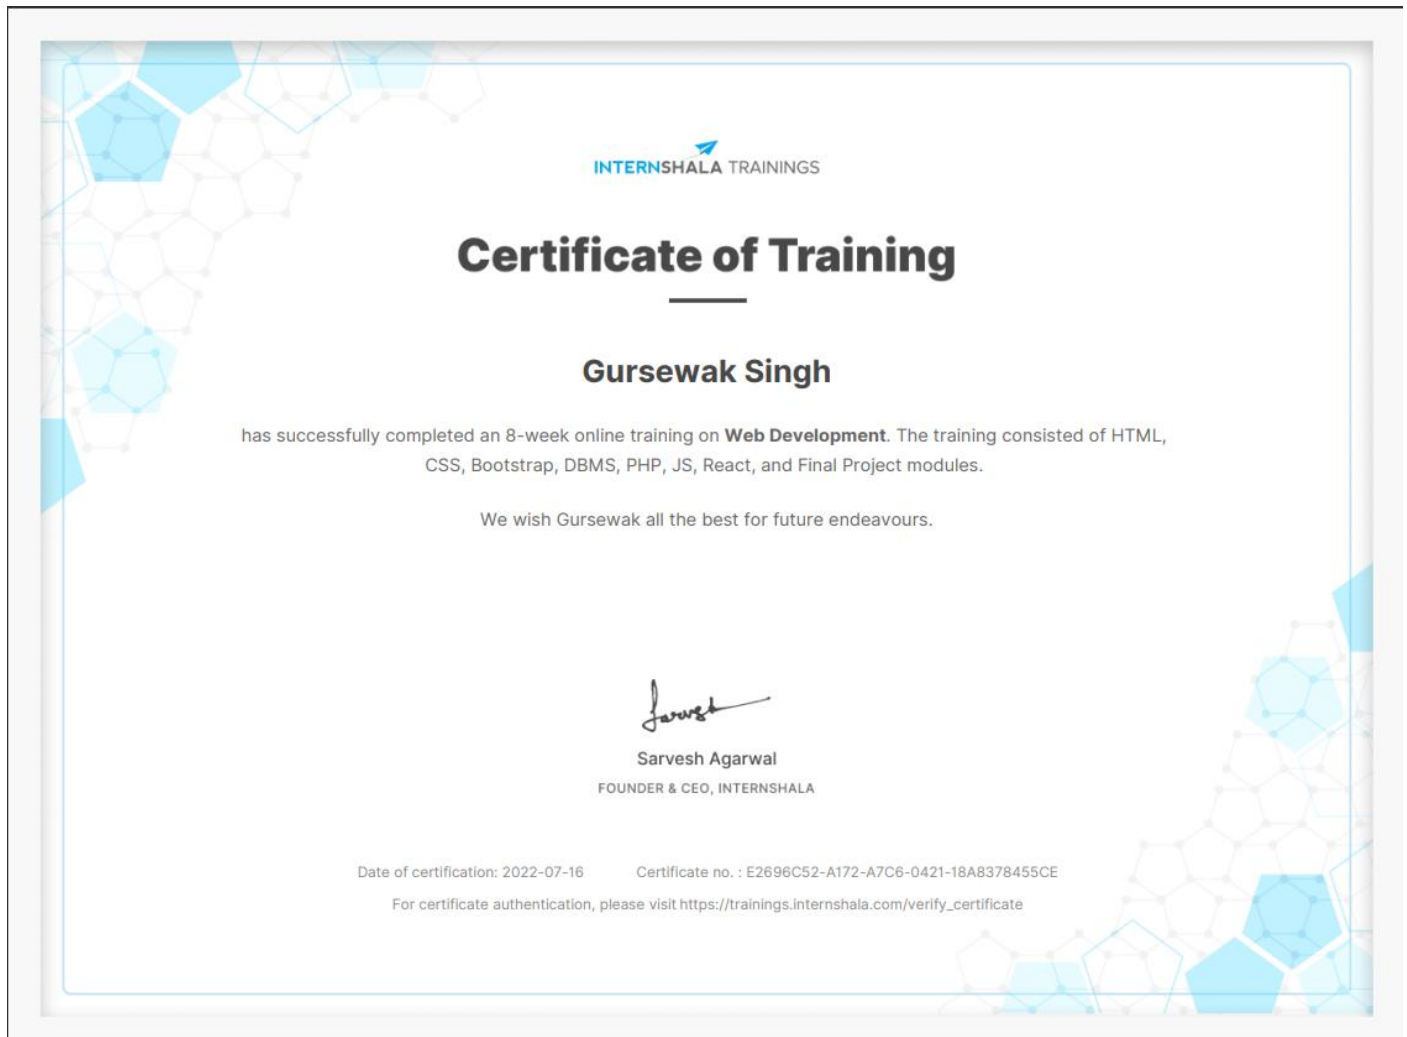 INTERNSHALA TRAININGS
Certificate of Training
Gursewak Singh
has successfully completed an 8-week online training on Web Development. The training consisted of HTML,
CSS, Bootstrap, DBMS, PHP, JS, React, and Final Project modules.
We wish Gursewak all the best for future endeavours.
Sarvesh
Sarvesh Agarwal
FOUNDER & CEO, INTERNSHALA
Date of certification: 2022-07-16 Certificate no. : E2696C52-A172-A7C6-0421-18A8378455CE
For certificate authentication, please visit https://trainings.internshala.com/verify_certificate